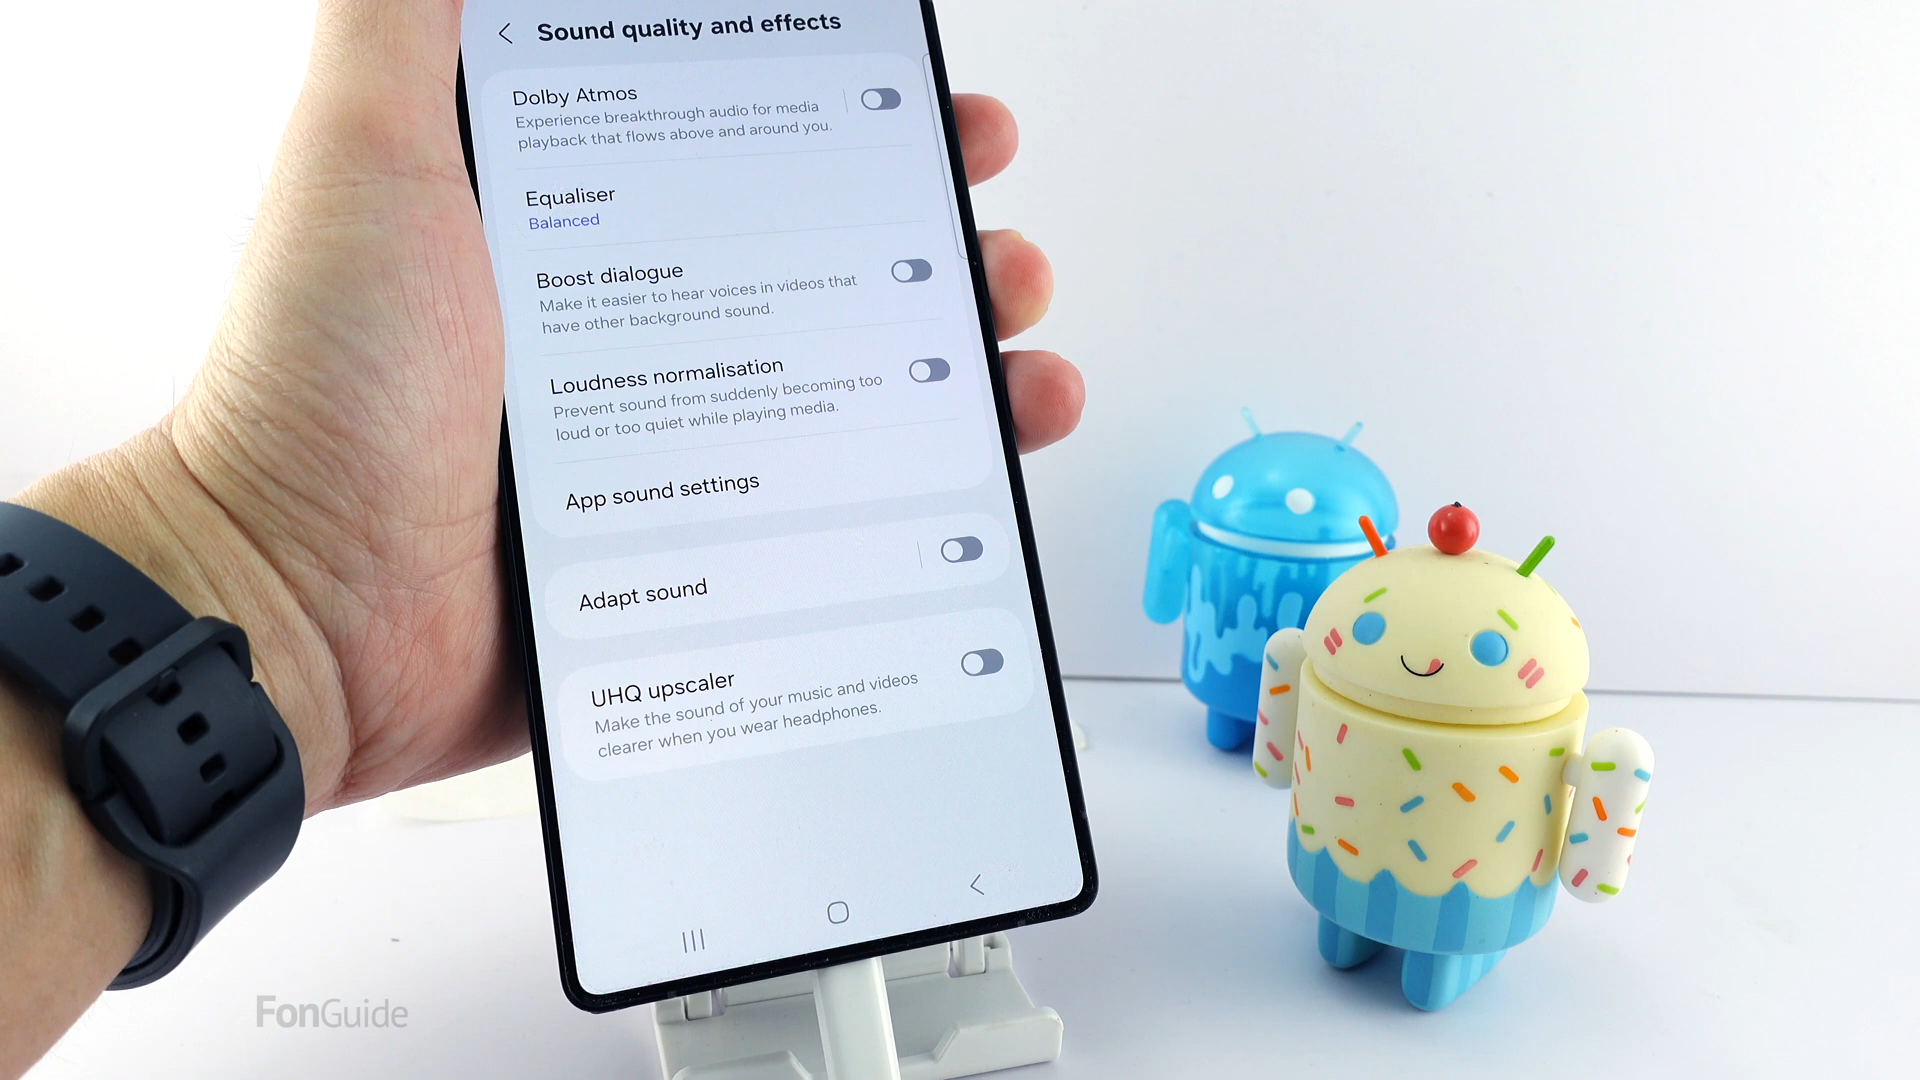 Sound quality and effects
Dolby Atmos
Experience breakthrough audio for media
playback that flows above and around you.
Equaliser
Balanced
Boost dialogue
Make it easier to hear voices in videos that
have other background sound.
Loudness normalisation
Prevent sound from suddenly becoming too
loud or too quiet while playing media.
App sound settings
Adapt sound
UHQ upscaler
Make the sound of your music and videos
clearer when you wear headphones.
FonGuide